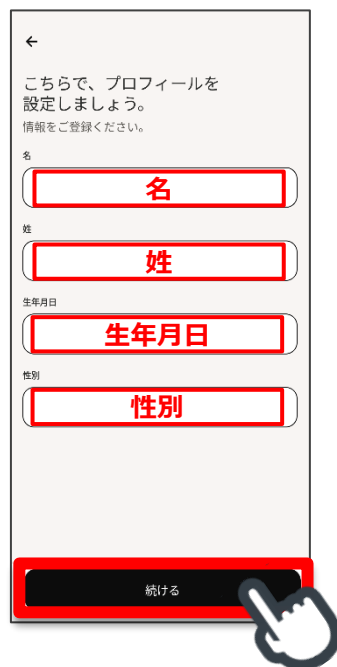 ←
こちらで、プロフィールを
設定しましょう。
情報をご登録ください。
名
名
姓
姓
生年月日
生年月日
性別
性別
続ける